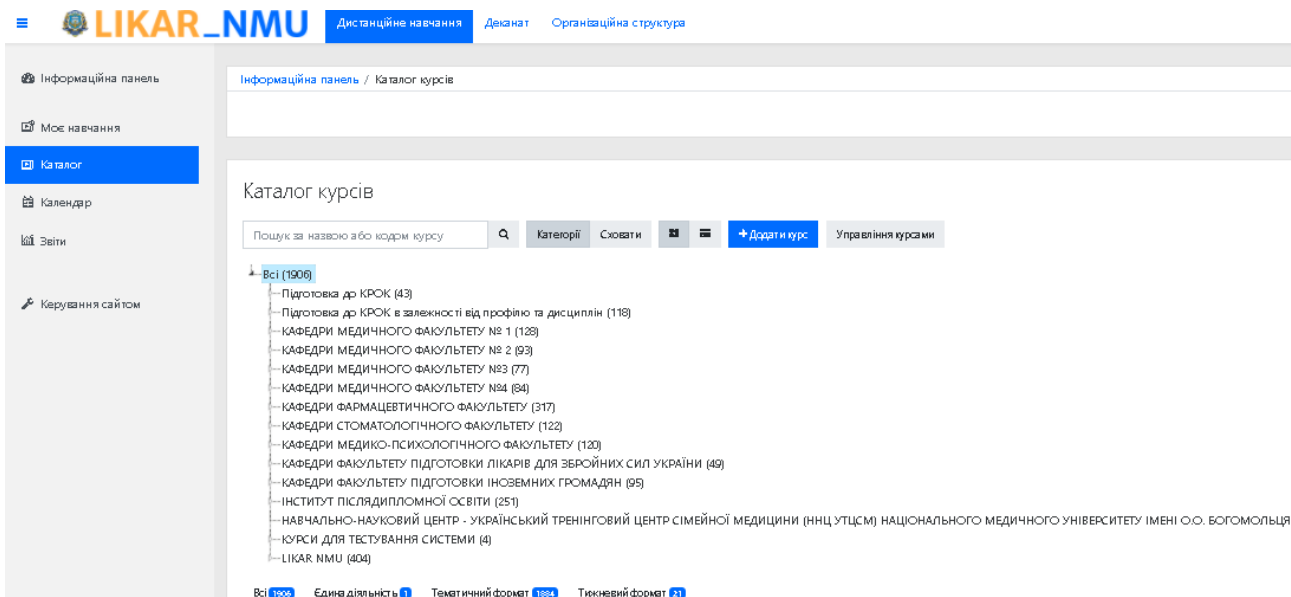 LIKAR_NMU Дистанційне навчання Деканат Організаційна структура
Інформаційна панель
Інформаційна панель / Каталог курсів
Моє навчання
Каталог
Каталог курсів
Календар
Пошук за назвою або кодом курсу Категорії Сховати +Додати курс Управління курсами
Звіти
Всі (1906)
Підготовка до КРОК (43)
Керування сайтом
Підготовка до КРОК в залежності від профілю та дисциплін (118)
КАФЕДРИ МЕДИЧНОГО ФАКУЛЬТЕТУ № 1 (128)
КАФЕДРИ МЕДИЧНОГО ФАКУЛЬТЕТУ № 2 (93)
КАФЕДРИ МЕДИЧНОГО ФАКУЛЬТЕТУ №3 (77)
КАФЕДРИ МЕДИЧНОГО ФАКУЛЬТЕТУ №4 (84)
КАФЕДРИ ФАРМАЦЕВТИЧНОГО ФАКУЛЬТЕТУ (317)
КАФЕДРИ СТОМАТОЛОГІЧНОГО ФАКУЛЬТЕТУ (122)
КАФЕДРИ МЕДИКО-ПСИХОЛОГІЧНОГО ФАКУЛЬТЕТУ (120)
КАФЕДРИ ФАКУЛЬТЕТУ ПІДГОТОВКИ ЛІКАРІВ ДЛЯ ЗБРОЙНИХ СИЛ УКРАЇНИ (49)
КАФЕДРИ ФАКУЛЬТЕТУ ПІДГОТОВКИ ІНОЗЕМНИХ ГРОМАДЯН (95)
ІНСТИТУТ ПІСЛЯДИПЛОМНОЇ ОСВІТИ (251)
НАВЧАЛЬНО-НАУКОВИЙ ЦЕНТР - УКРАЇНСЬКИЙ ТРЕНІНГОВИЙ ЦЕНТР СІМЕЙНОЇ МЕДИЦИНИ (ННЦ УТЦСМ) НАЦІОНАЛЬНОГО МЕДИЧНОГО УНІВЕРСИТЕТУ ІМЕНІ О.О. БОГОМОЛЬЦЯ
КУРСИ ДЛЯ ТЕСТУВАННЯ СИСТЕМИ (4)
LIKAR NMU (404)
Всі 1906 Єдина діяльність 1 Тематичний формат 1884 Тижневий формат 21